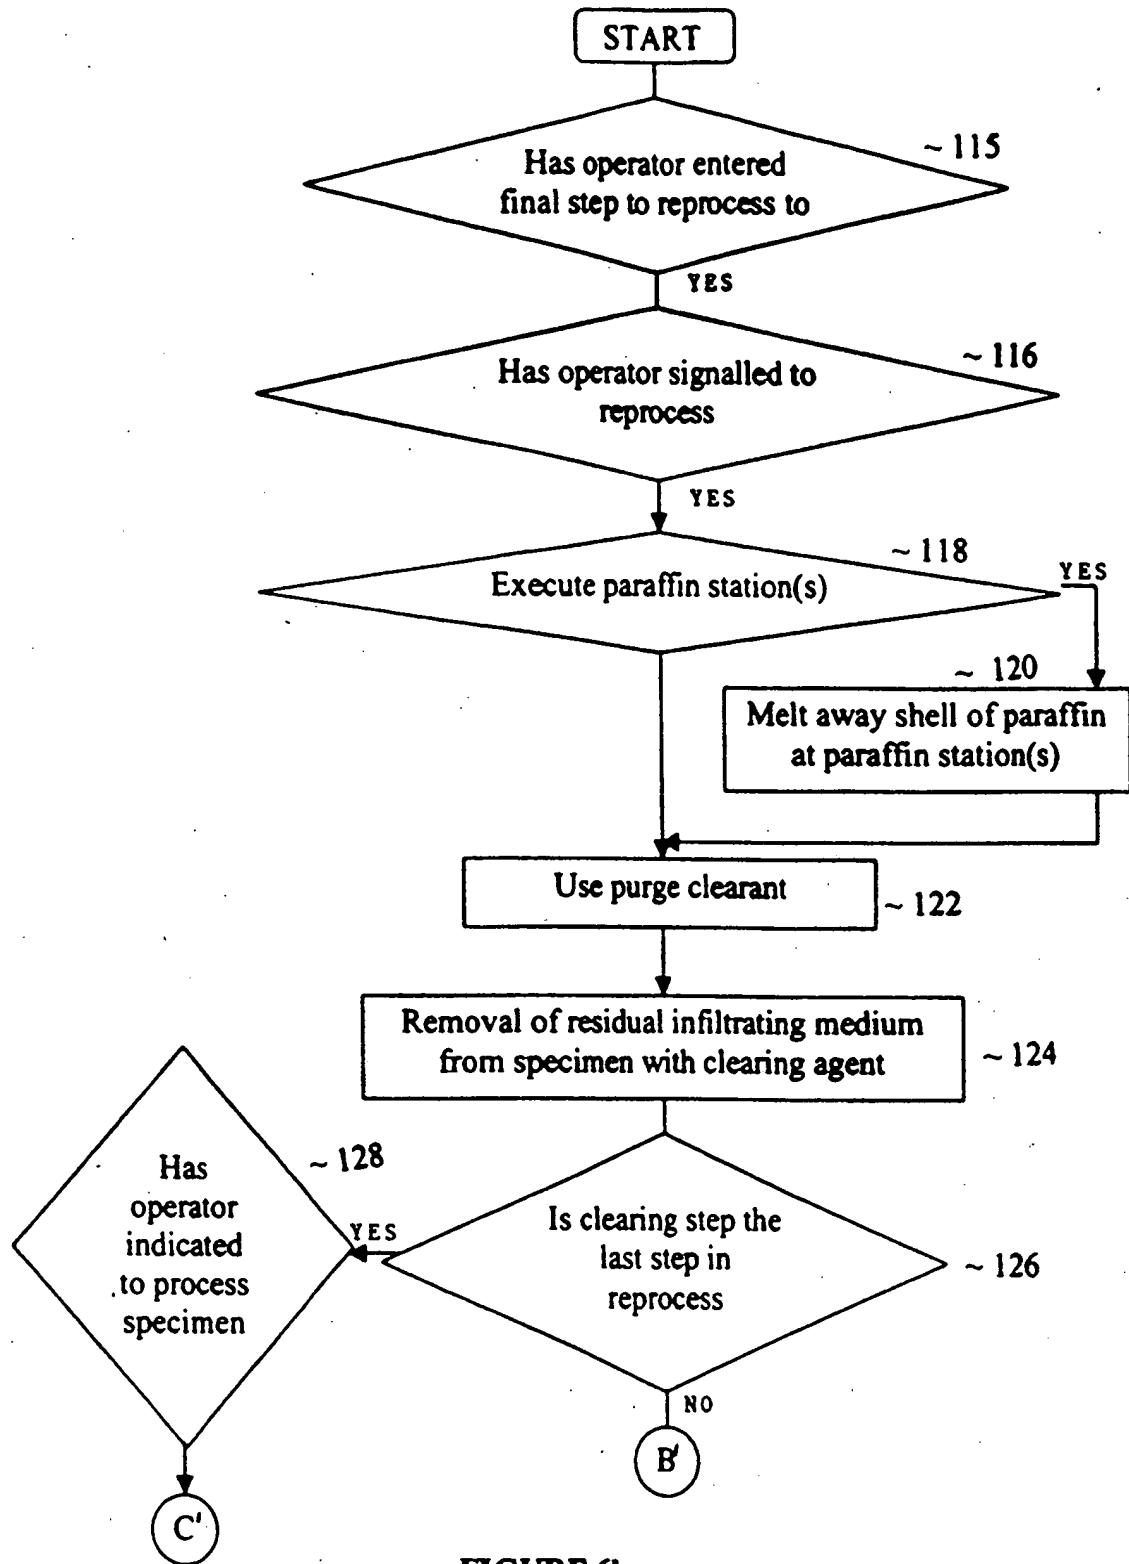 START
Has operator entered
final step to reprocess to
~ 115
YES
Has operator signalled to
reprocess
~ 116
YES
Execute paraffin station(s)
~ 118
YES
~ 120
Melt away shell of paraffin
at paraffin station(s)
Use purge clearant
~ 122
Removal of residual infiltrating medium
from specimen with clearing agent
~ 124
Has
operator
indicated
to process
specimen
~ 128
YES
Is clearing step the
last step in
reprocess
~ 126
NO
B'
C'